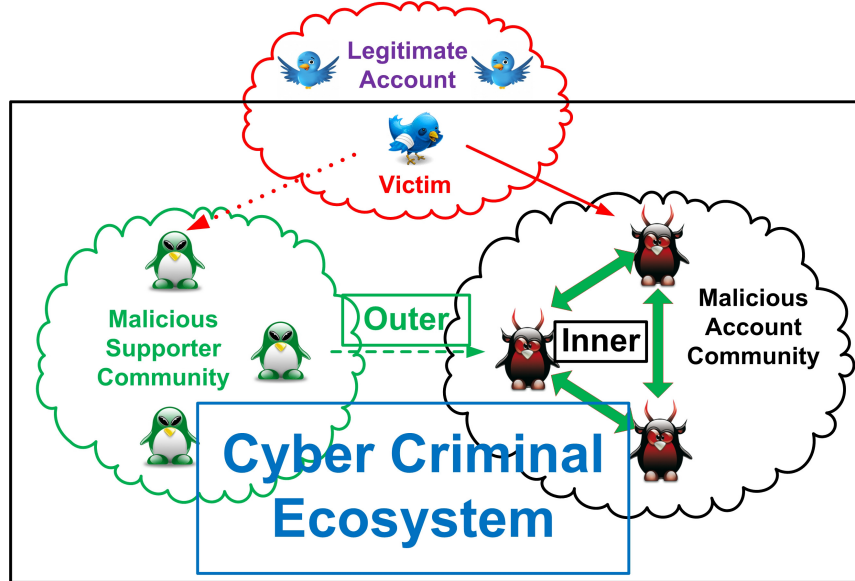 Legitimate
Account
Victim
Malicious
Supporter
Community
Outer
Inner
Malicious
Account
Community
Cyber Criminal
Ecosystem